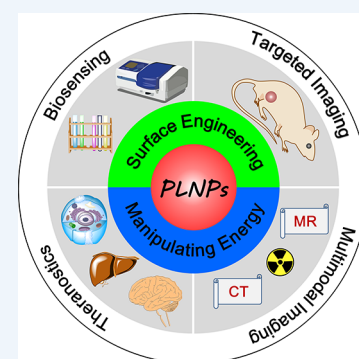 Biosensing
Targeted Imaging
Surface Engineering
PLNPs
Manipulating Energy
MR
CT
Theranostics
Multimodal Imaging